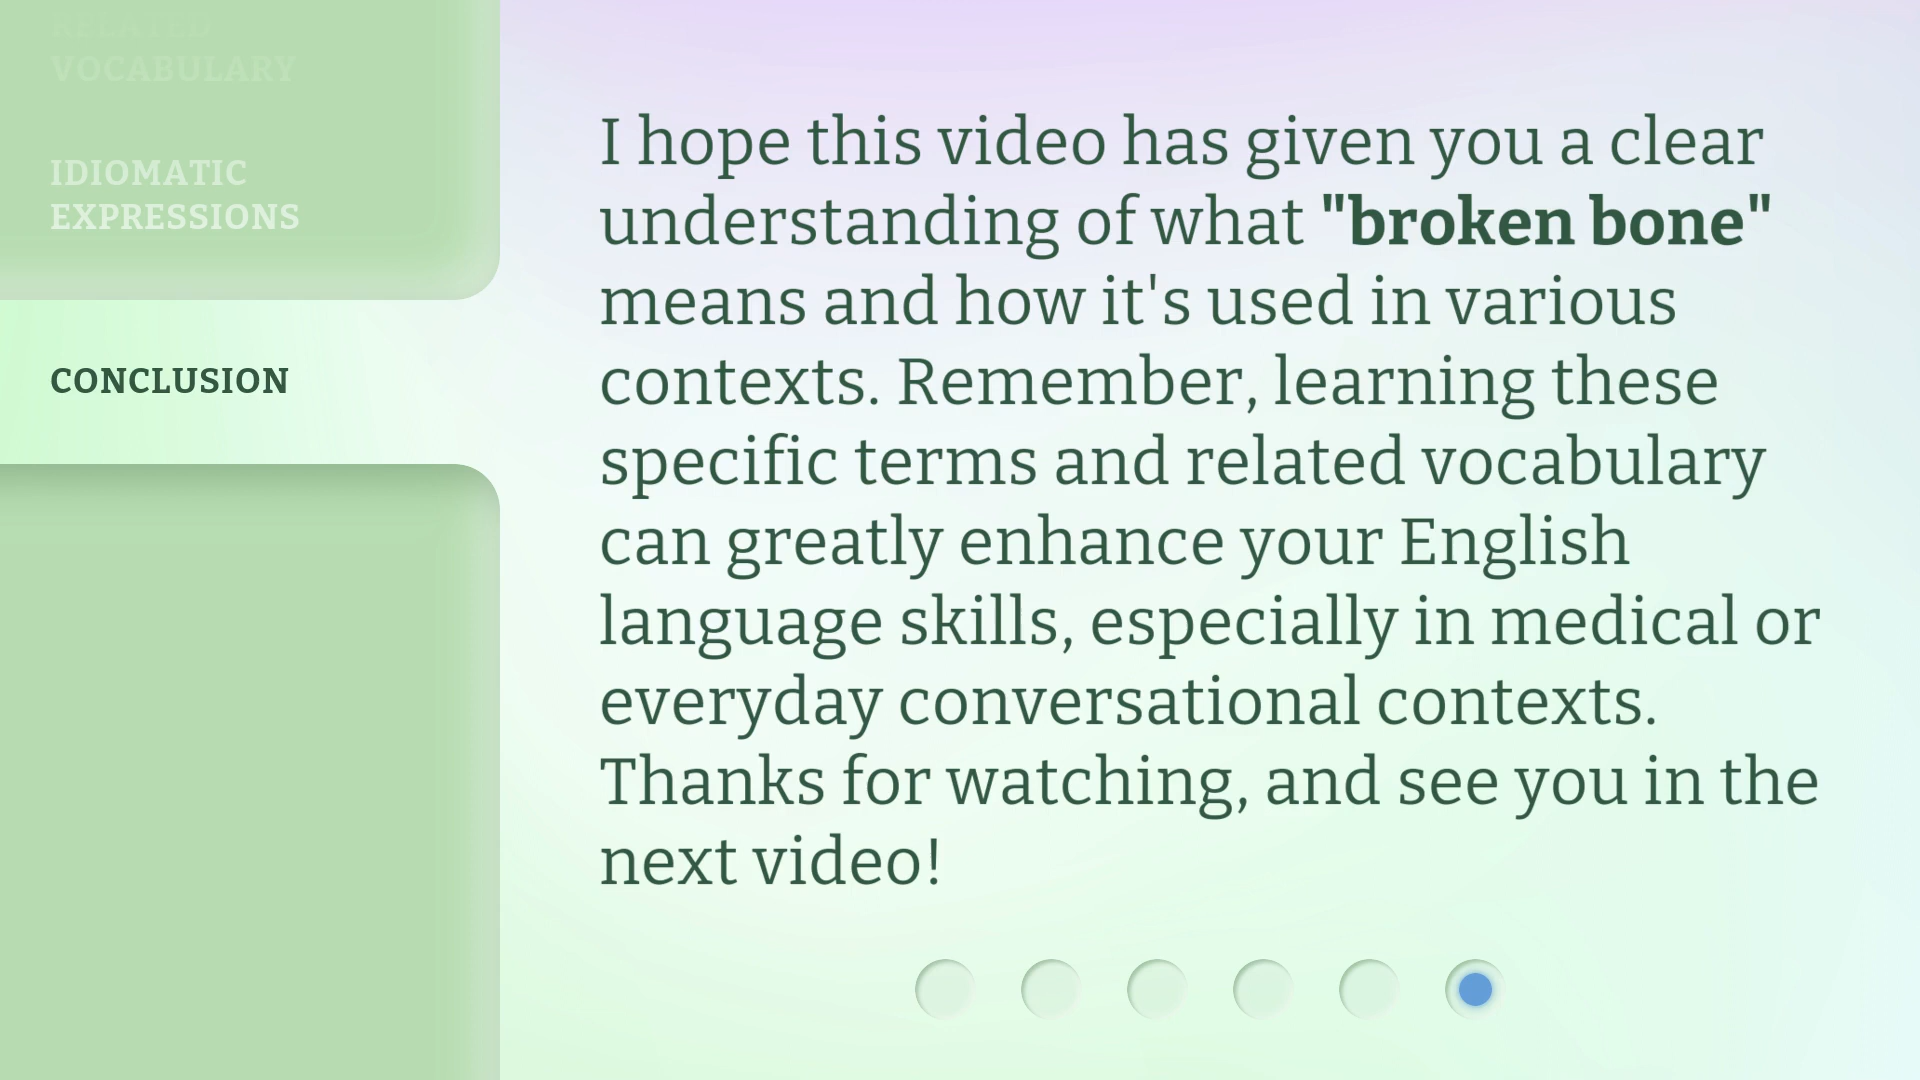 RELATED
VOCABULARY
IDIOMATIC
EXPRESSIONS
CONCLUSION
I hope this video has given you a clear
understanding of what "broken bone"
means and how it's used in various
contexts. Remember, learning these
specific terms and related vocabulary
can greatly enhance your English
language skills, especially in medical or
everyday conversational contexts.
Thanks for watching, and see you in the
next video!